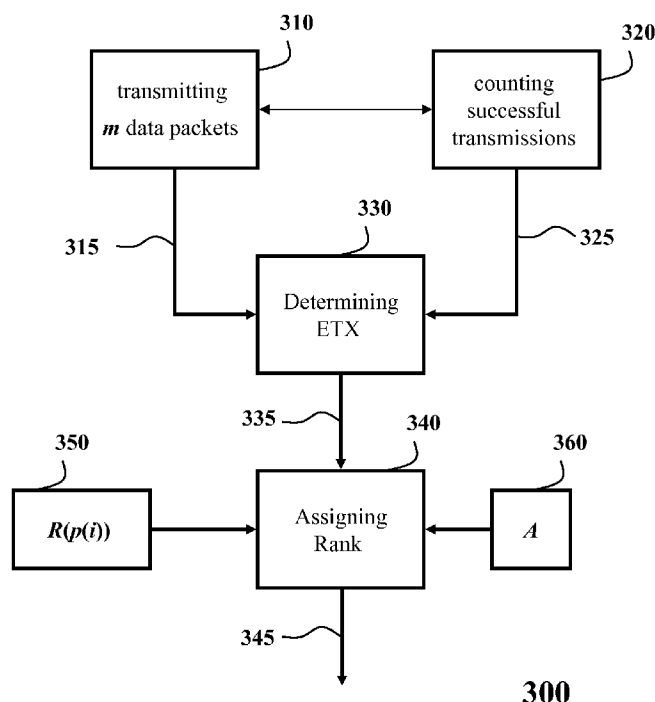 310
320
transmitting
m data packets
counting
successful
transmissions
315
330
325
Determining
ETX
335
340
350
360
R(p(i))
Assigning
Rank
A
345
300